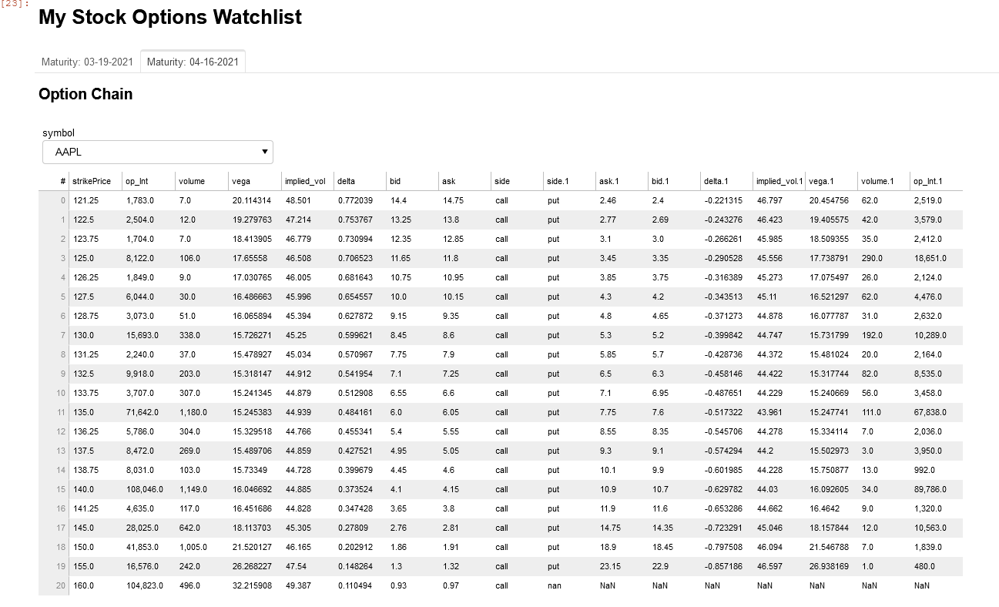 [23]:
My Stock Options Watchlist
Maturity: 03-19-2021 Maturity: 04-16-2021
Option Chain
symbol
AAPL
# strikePrice op_Int volume vega implied_vol delta bid ask side side.1 ask.1 bid.1 delta.1 implied_vol.1 vega.1 volume.1 op_Int.1
0 121.25 1,783.0 7.0 20.114314 48.501 0.772039 14.4 14.75 call put 2.46 2.4 -0.221315 46.797 20.454756 62.0 2,519.0
1 122.5 2,504.0 12.0 19.279763 47.214 0.753767 13.25 13.8 call put 2.77 2.69 -0.243276 46.423 19.405575 42.0 3,579.0
2 123.75 1,704.0 7.0 18.413905 46.779 0.730994 12.35 12.85 call put 3.1 3.0 -0.266261 45.985 18.509355 35.0 2,412.0
3 125.0 8,122.0 106.0 17.65558 46.508 0.706523 11.65 11.8 call put 3.45 3.35 -0.290528 45.556 17.738791 290.0 18,651.0
4 126.25 1,849.0 9.0 17.030765 46.005 0.681643 10.75 10.95 call put 3.85 3.75 -0.316389 45.273 17.075497 26.0 2,124.0
5 127.5 6,044.0 30.0 16.486663 45.996 0.654557 10.0 10.15 call put 4.3 4.2 -0.343513 45.11 16.521297 62.0 4,476.0
6 128.75 3,073.0 51.0 16.065894 45.394 0.627872 9.15 9.35 call put 4.8 4.65 -0.371273 44.878 16.077787 31.0 2,632.0
7 130.0 15,693.0 338.0 15.726271 45.25 0.599621 8.45 8.6 call put 5.3 5.2 -0.399842 44.747 15.731799 192.0 10,289.0
8 131.25 2,240.0 37.0 15.478927 45.034 0.570967 7.75 7.9 call put 5.85 5.7 -0.428736 44.372 15.481024 20.0 2,164.0
9 132.5 9,918.0 203.0 15.318147 44.912 0.541954 7.1 7.25 call put 6.5 6.3 -0.458146 44.422 15.317744 82.0 8,535.0
10 133.75 3,707.0 307.0 15.241345 44.879 0.512908 6.55 6.6 call put 7.1 6.95 -0.487651 44.229 15.240669 56.0 3,458.0
11 135.0 71,642.0 1,180.0 15.245383 44.939 0.484161 6.0 6.05 call put 7.75 7.6 -0.517322 43.961 15.247741 111.0 67,838.0
12 136.25 5,786.0 304.0 15.329518 44.766 0.455341 5.4 5.55 call put 8.55 8.35 -0.545706 44.278 15.334114 7.0 2,036.0
13 137.5 8,472.0 269.0 15.489706 44.859 0.427521 4.95 5.05 call put 9.3 9.1 -0.574294 44.2 15.502973 3.0 3,950.0
14 138.75 8,031.0 103.0 15.73349 44.728 0.399679 4.45 4.6 call put 10.1 9.9 -0.601985 44.228 15.750877 13.0 992.0
15 140.0 108,046.0 1,149.0 16.046692 44.885 0.373524 4.1 4.15 call put 10.9 10.7 -0.629782 44.03 16.092605 34.0 89,786.0
16 141.25 4,635.0 117.0 16.451686 44.828 0.347428 3.65 3.8 call put 11.9 11.6 -0.653286 44.662 16.4642 9.0 1,320.0
17 145.0 28,025.0 642.0 18.113703 45.305 0.27809 2.76 2.81 call put 14.75 14.35 -0.723291 45.046 18.157844 12.0 10,563.0
18 150.0 41,853.0 1,005.0 21.520127 46.165 0.202912 1.86 1.91 call put 18.9 18.45 -0.797508 46.094 21.546788 7.0 1,839.0
19 155.0 16,576.0 242.0 26.268227 47.54 0.148264 1.3 1.32 call put 23.15 22.9 -0.857186 46.597 26.938169 1.0 480.0
20 160.0 104,823.0 496.0 32.215908 49.387 0.110494 0.93 0.97 call nan NaN NaN NaN NaN NaN NaN NaN